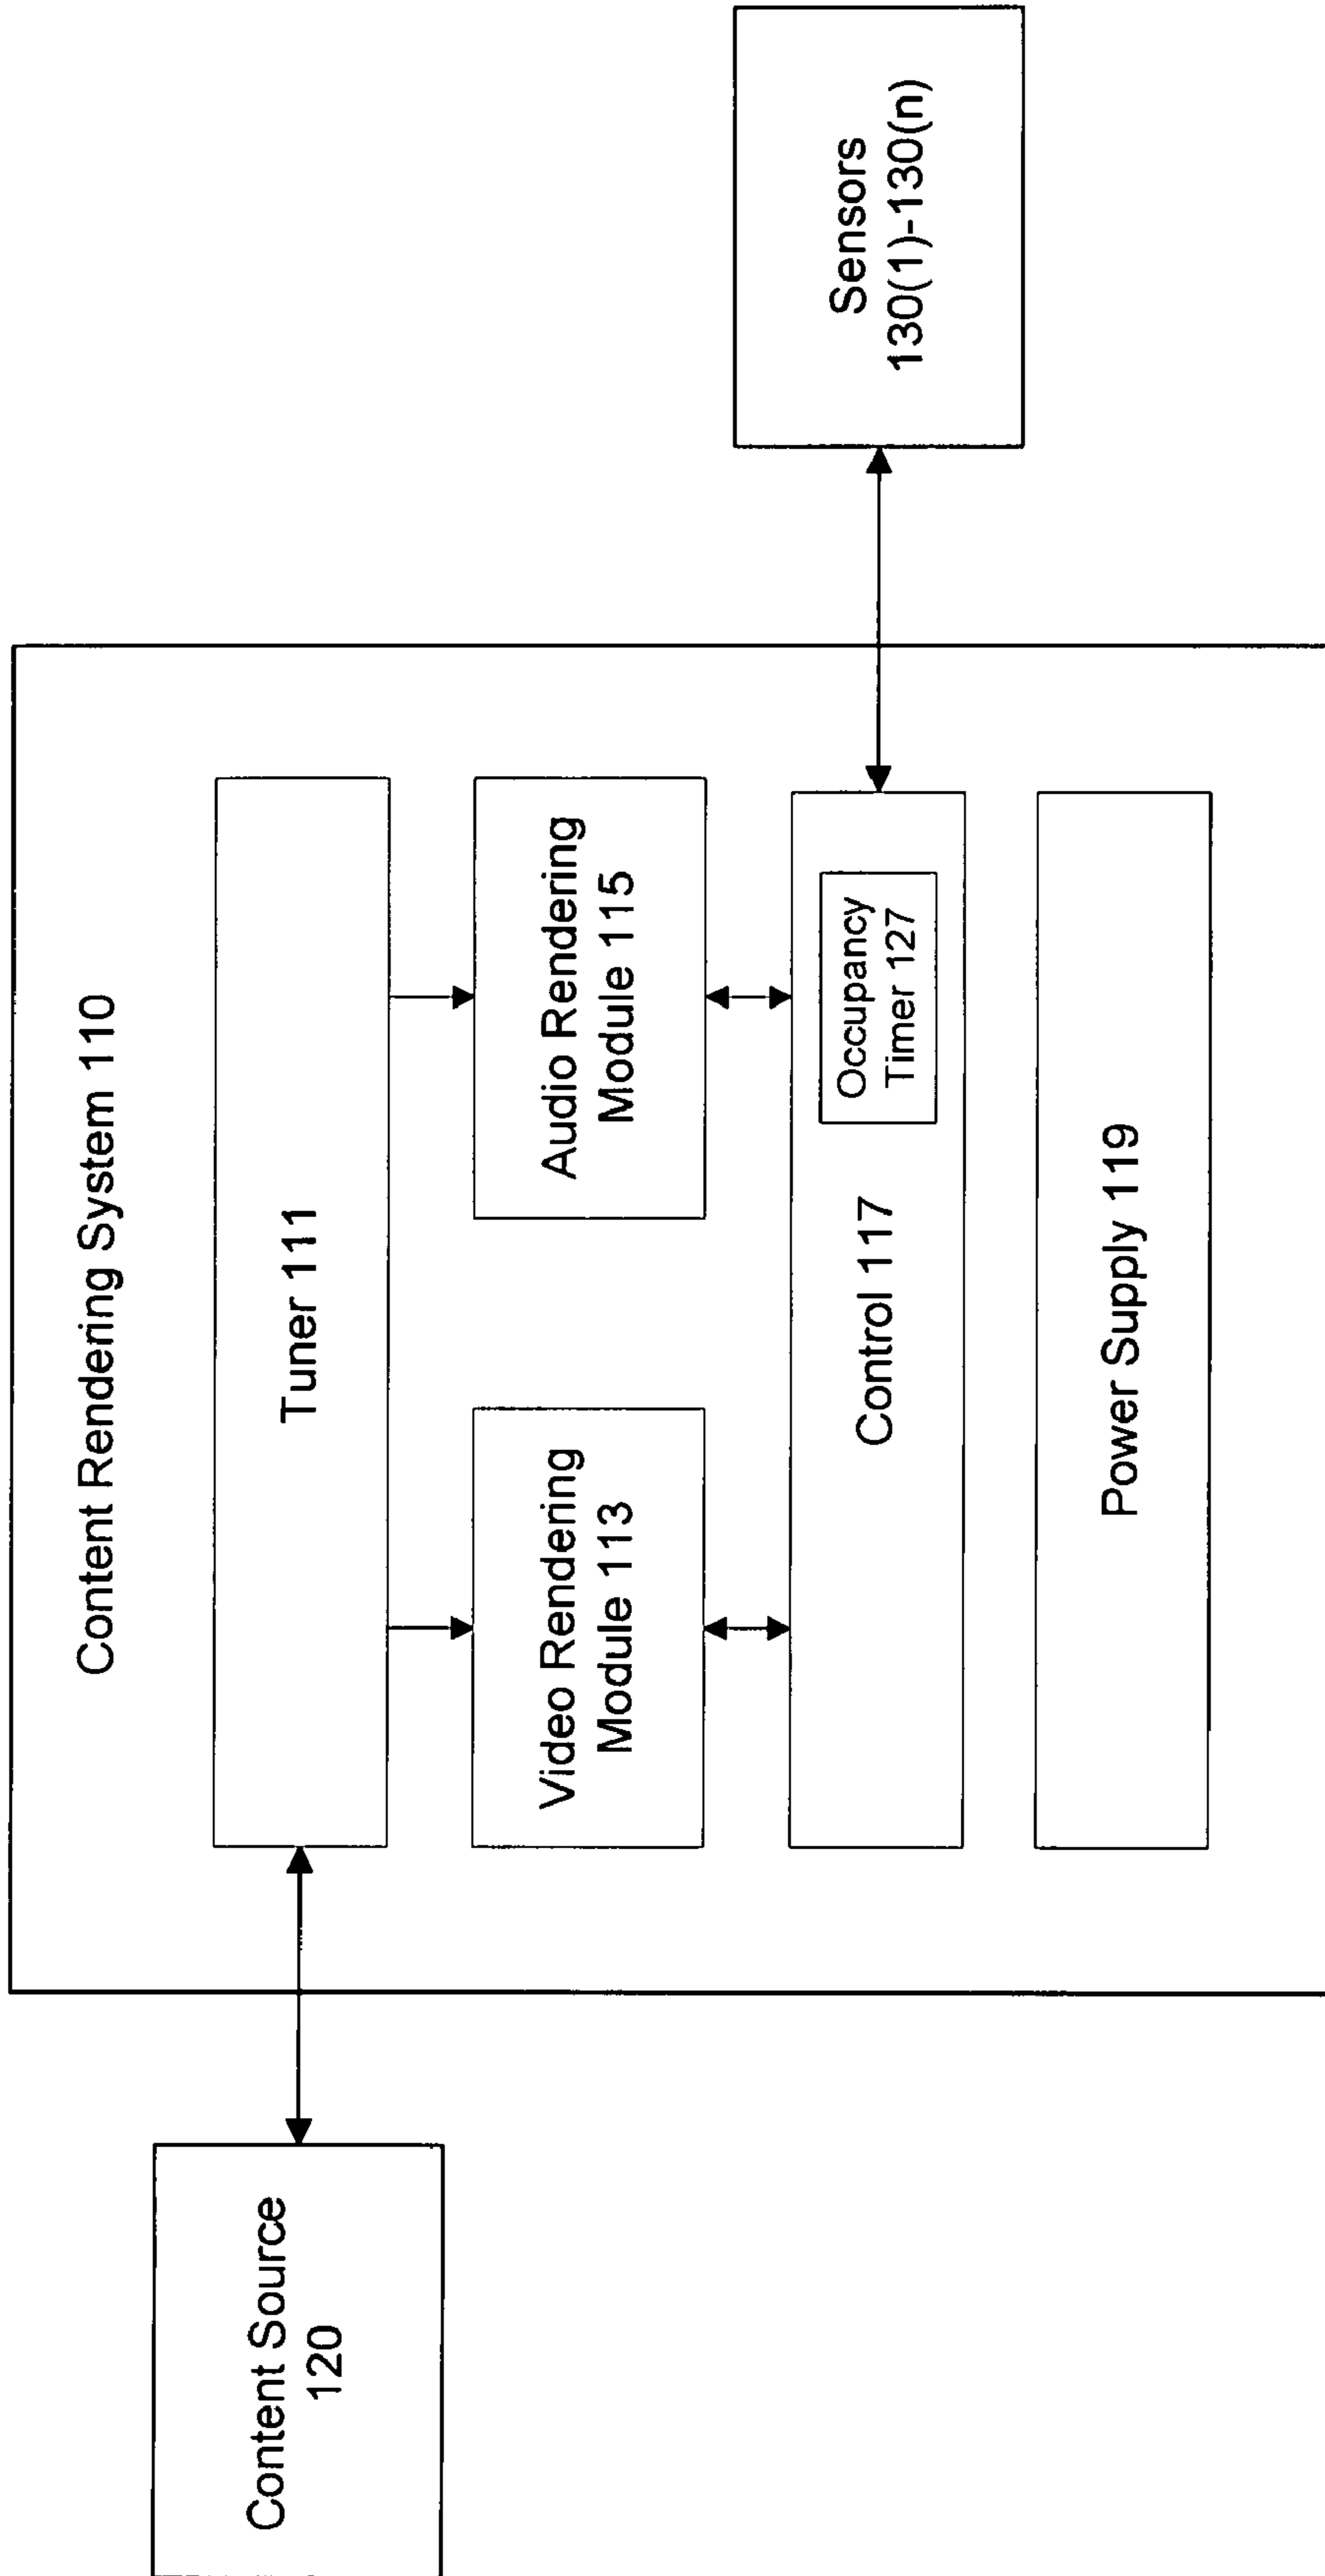 Content Rendering System 110
Content Source
120
Tuner 111
Video Rendering
Module 113
Audio Rendering
Module 115
Control 117
Occupancy
Timer 127
Power Supply 119
Sensors
130(1)-130(n)